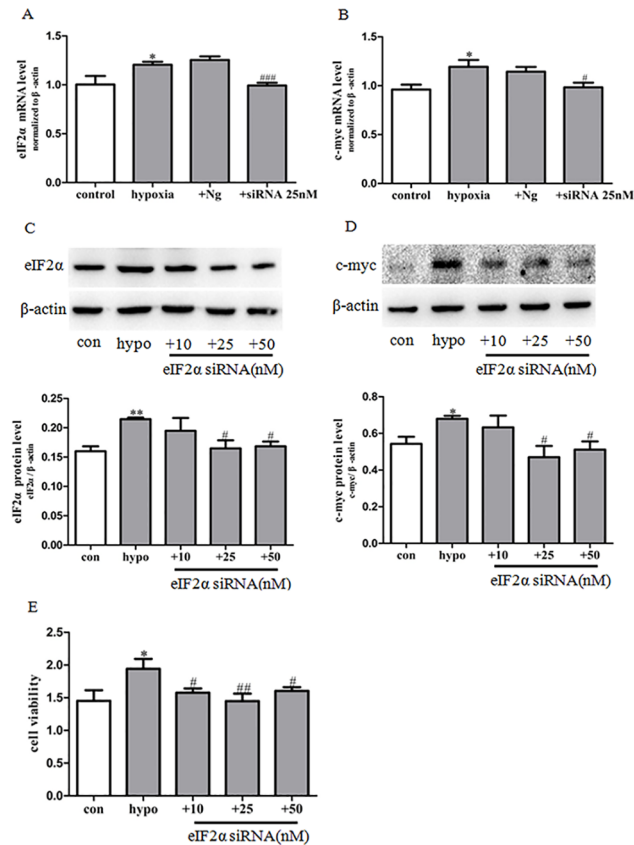 A
eIF2α mRNA level
normalized to β -actin
1.5
1.0
0.5
0.0
*
###
control hypoxia +Ng +siRNA 25nM
B
c-myc mRNA level
normalized to β -actin
1.5
1.0
0.5
0.0
*
#
control hypoxia +Ng +siRNA 25nM
C
eIF2α
β-actin
con hypo +10 +25 +50
eIF2α siRNA(nM)
eIF2α protein level
eIF2α / β -actin
0.25
0.20
0.15
0.10
0.05
0.00
**
#
#
con hypo +10 +25 +50
eIF2α siRNA(nM)
D
c-myc
β-actin
con hypo +10 +25 +50
eIF2α siRNA(nM)
c-myc protein level
c-myc/ β -actin
0.8
0.6
0.4
0.2
0.0
*
#
#
con hypo +10 +25 +50
eIF2α siRNA(nM)
E
cell viability
2.5
2.0
1.5
1.0
0.5
0.0
*
#
##
#
con hypo +10 +25 +50
eIF2α siRNA(nM)